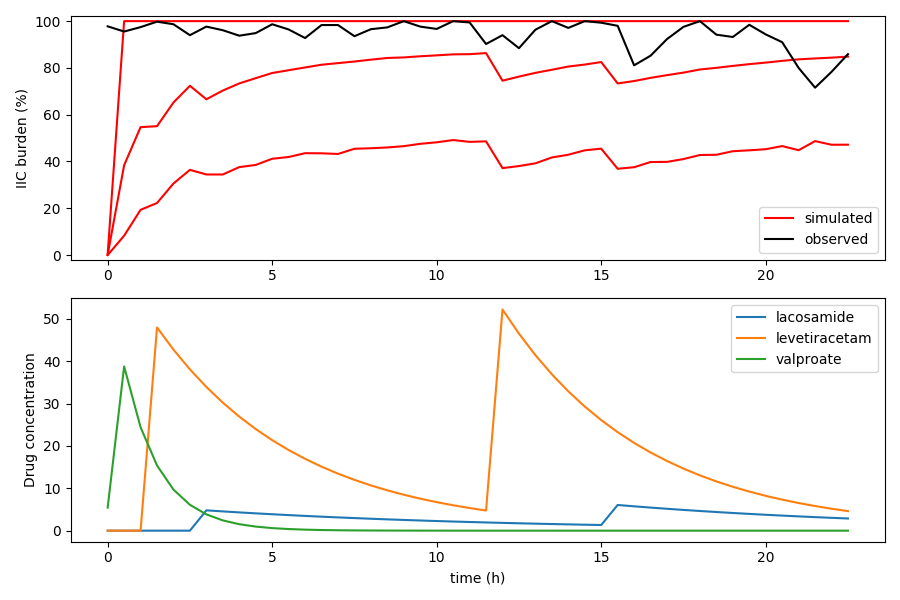 IIC burden (%)
100
80
60
40
20
0
simulated
observed
0 5 10 15 20
Drug concentration
50
40
30
20
10
0
lacosamide
levetiracetam
valproate
0 5 10 15 20
time (h)